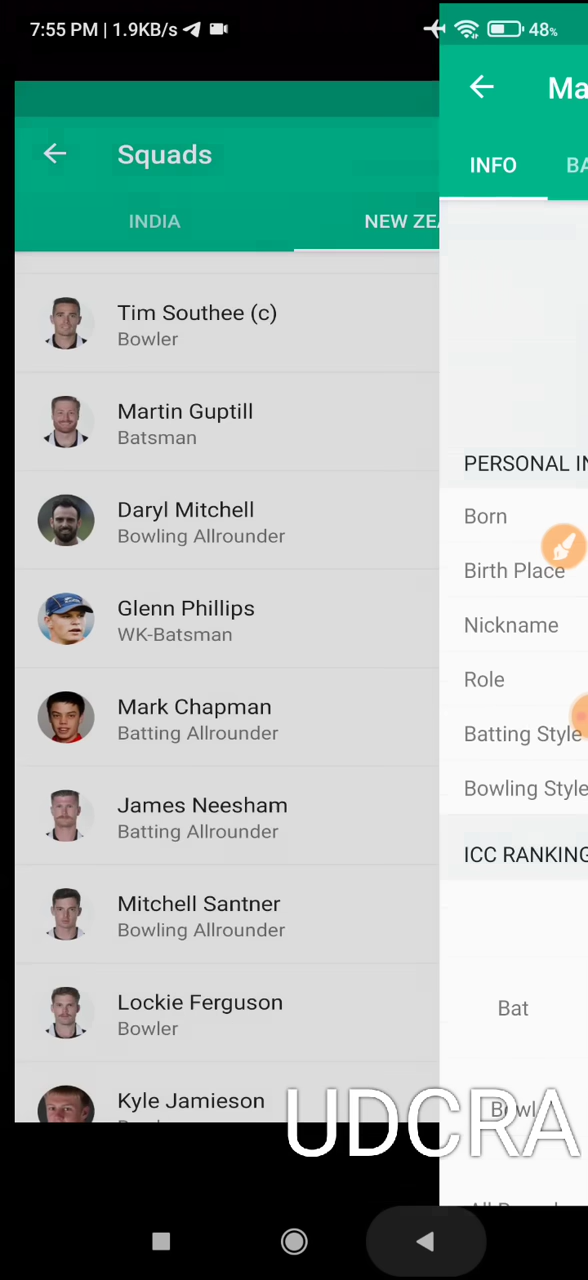 7:55 PM | 1.9KB/s
48%
Squads
INDIA
NEW ZEA
Tim Southee (c)
Bowler
Martin Guptill
Batsman
Daryl Mitchell
Bowling Allrounder
Glenn Phillips
WK-Batsman
Mark Chapman
Batting Allrounder
James Neesham
Batting Allrounder
Mitchell Santner
Bowling Allrounder
Lockie Ferguson
Bowler
Kyle Jamieson
Ma
INFO
BA
PERSONAL IN
Born
Birth Place
Nickname
Role
Batting Style
Bowling Style
ICC RANKING
Bat
Bowl
UDCRA